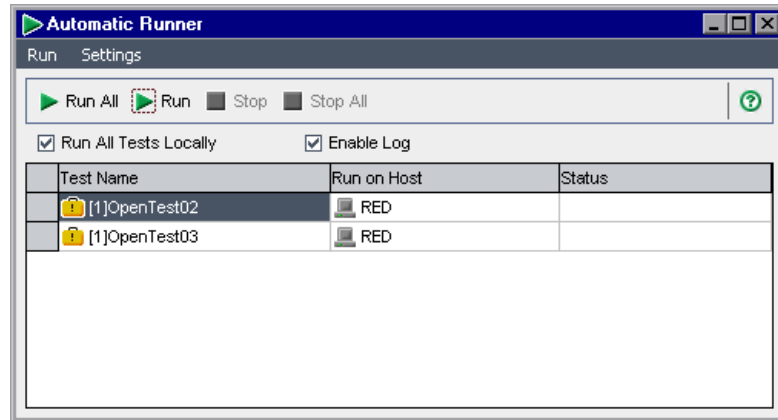 Automatic Runner
Run Settings
Run All Run Stop Stop All ?
Run All Tests Locally Enable Log
Test Name Run on Host Status
[1]OpenTest02 RED
[1]OpenTest03 RED